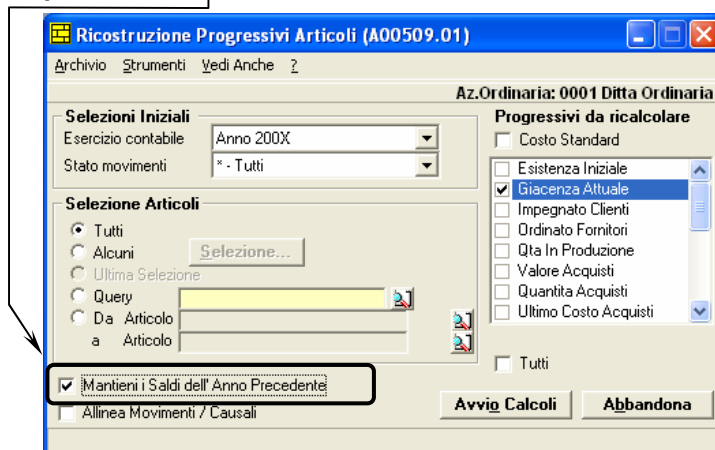 Ricostruzione Progressivi Articoli (A00509.01)
Archivio Strumenti Vedi Anche ?
Az.Ordinaria: 0001 Ditta Ordinaria
Selezioni Iniziali
Esercizio contabile Anno 200X
Stato movimenti * - Tutti
Selezione Articoli
Tutti
Alcuni Selezione...
Ultima Selezione
Query
Da Articolo
a Articolo
Mantieni i Saldi dell' Anno Precedente
Allinea Movimenti / Causali
Progressivi da ricalcolare
Costo Standard
Esistenza Iniziale
Giacenza Attuale
Impegnato Clienti
Ordinato Fornitori
Qta In Produzione
Valore Acquisti
Quantita Acquisti
Ultimo Costo Acquisti
Tutti
Avvio Calcoli Abbandona